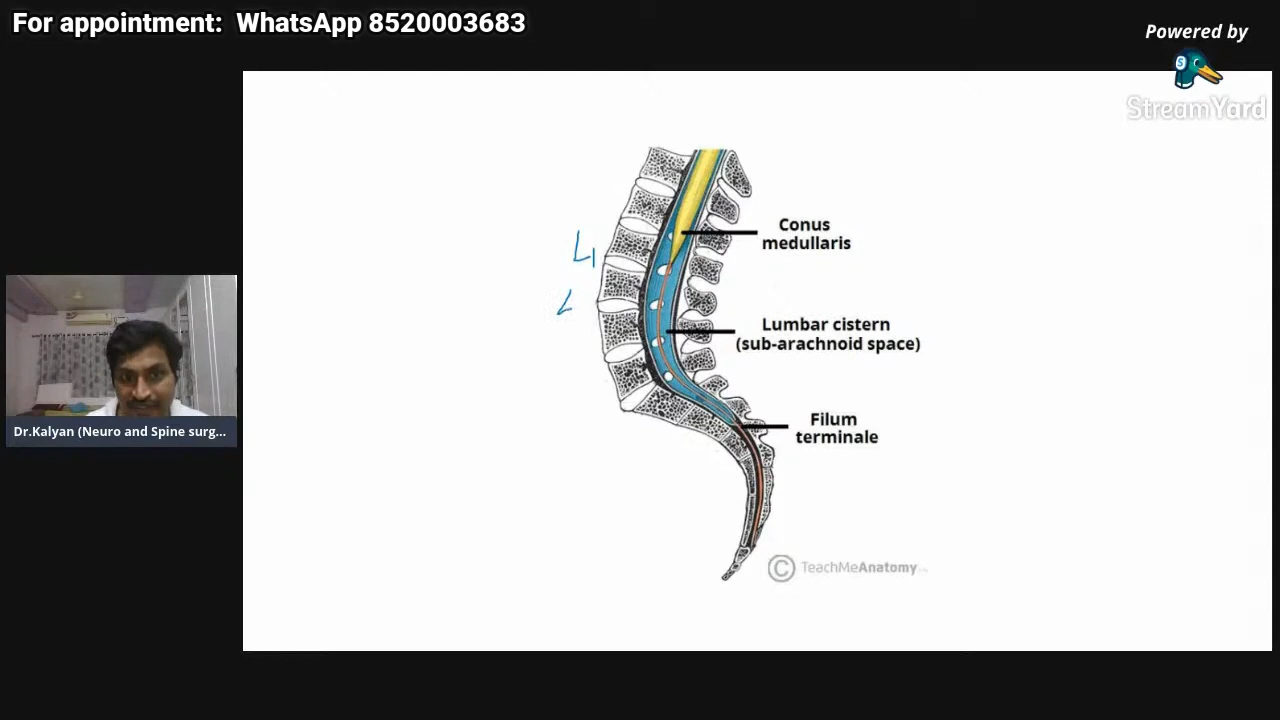 For appointment: WhatsApp 8520003683
Powered by
StreamYard
Conus
medullaris
L1
L
Lumbar cistern
(sub-arachnoid space)
Filum
terminale
Dr.Kalyan (Neuro and Spine surg...
© TeachMeAnatomy